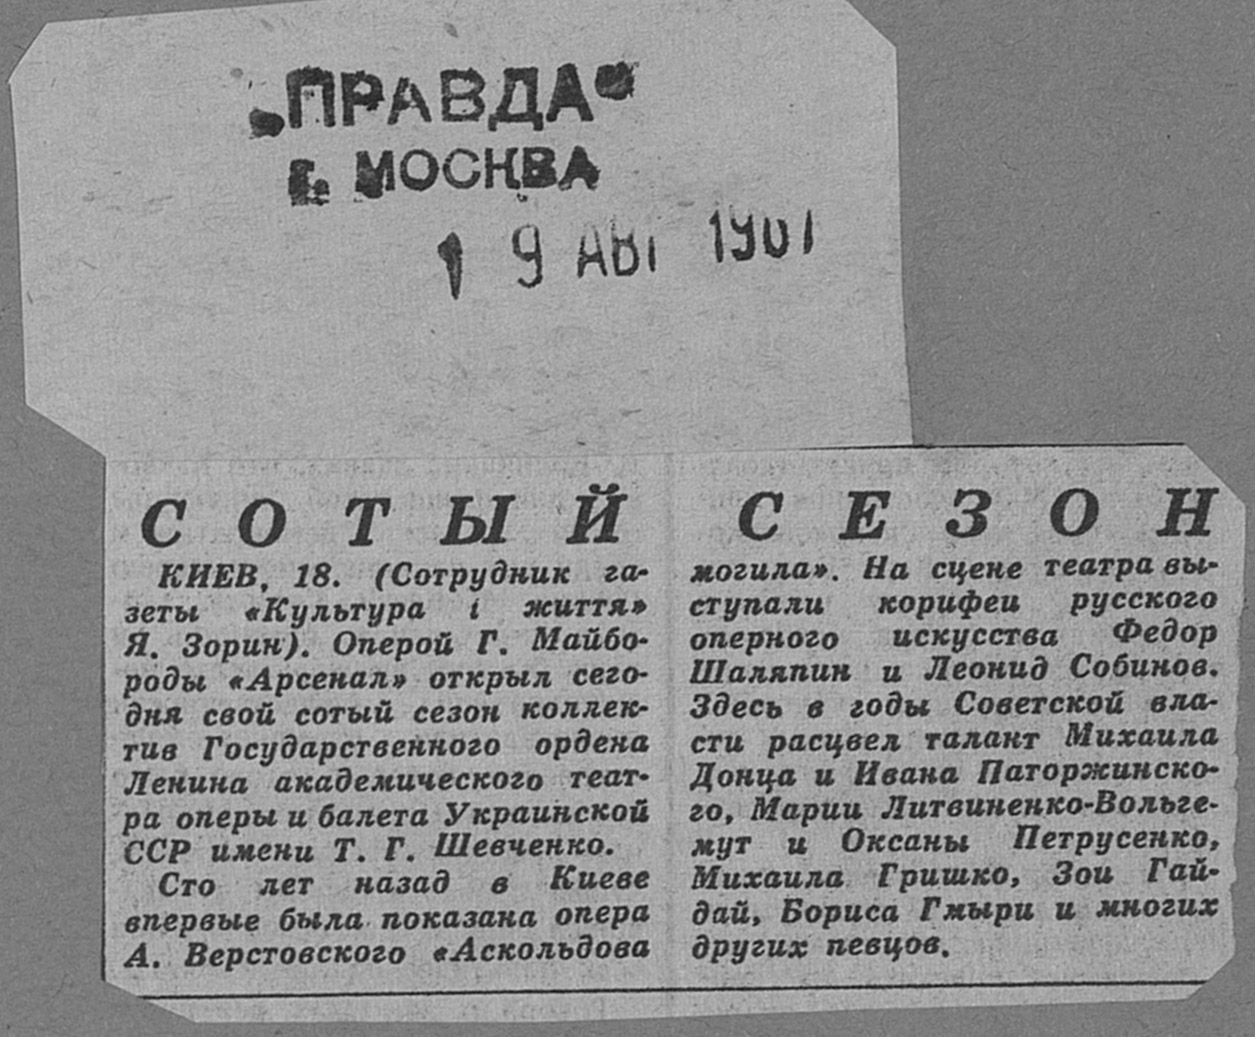 „ПРАВДА“
г. МОСКВА
19 АВГ
СОТЫЙ СЕЗОН
КИЕВ, 18. (Сотрудник га-
зеты «Культура і життя»
Я. Зорин). Оперой Г. Майбо-
роды «Арсенал» открыл сего-
дня свой сотый сезон коллек-
тив Государственного ордена
Ленина академического теат-
ра оперы и балета Украинской
ССР имени Т. Г. Шевченко.
Сто лет назад в Киеве
впервые была показана опера
А. Верстовского «Аскольдова
могила». На сцене театра вы-
ступали корифеи русского
оперного искусства Федор
Шаляпин и Леонид Собинов.
Здесь в годы Советской вла-
сти расцвел талант Михаила
Донца и Ивана Паторжинско-
го, Марии Литвиненко-Вольге-
мут и Оксаны Петрусенко,
Михаила Гришко, Зои Гай-
дай, Бориса Гмыри и многих
других певцов.